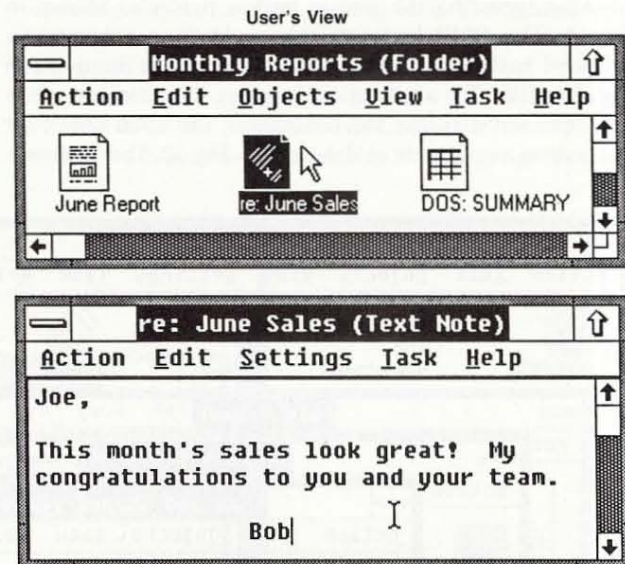 User's View
Monthly Reports (Folder)
Action Edit Objects View Task Help
June Report re: June Sales DOS: SUMMARY
re: June Sales (Text Note)
Action Edit Settings Task Help
Joe,
This month's sales look great! My
congratulations to you and your team.
Bob